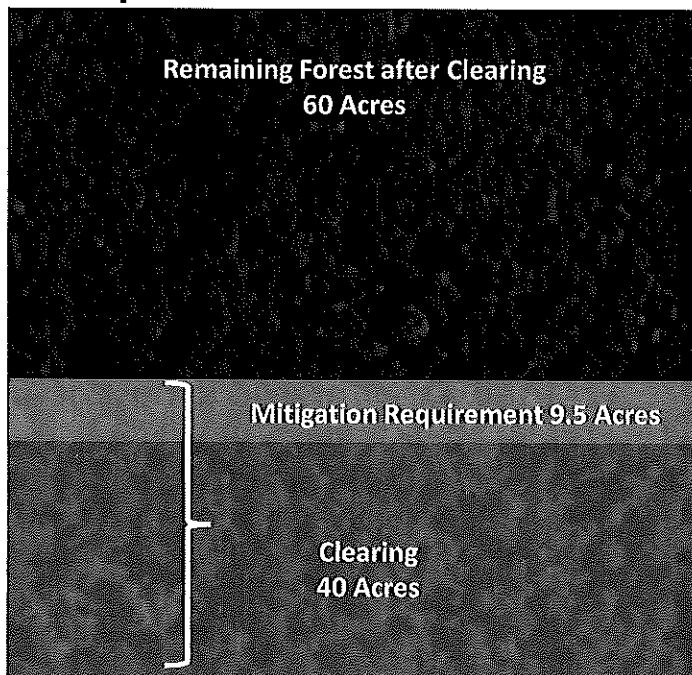 Remaining Forest after Clearing
60 Acres
Mitigation Requirement 9.5 Acres
Clearing
40 Acres